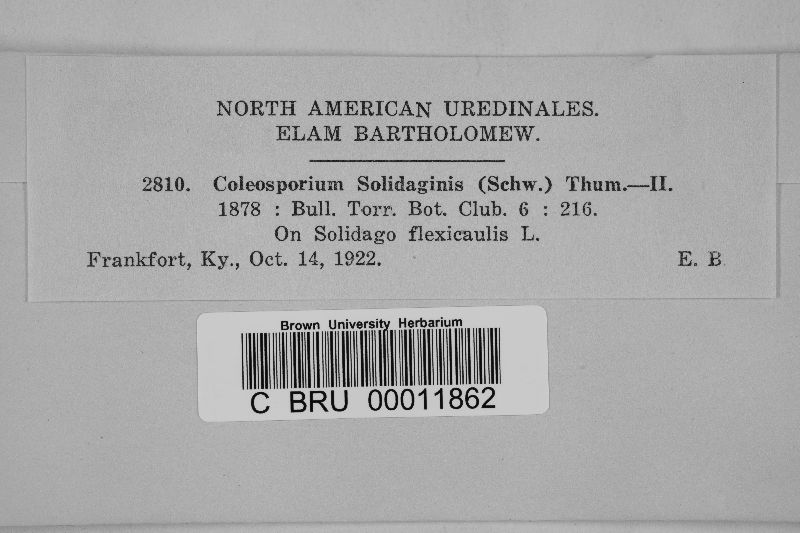 NORTH AMERICAN UREDINALES.
ELAM BARTHOLOMEW.
2810. Coleosporium Solidaginis (Schw.) Thum.—II.
1878 : Bull. Torr. Bot. Club. 6 : 216.
On Solidago flexicaulis L.
Frankfort, Ky., Oct. 14, 1922. E. B
Brown University Herbarium
C BRU 00011862